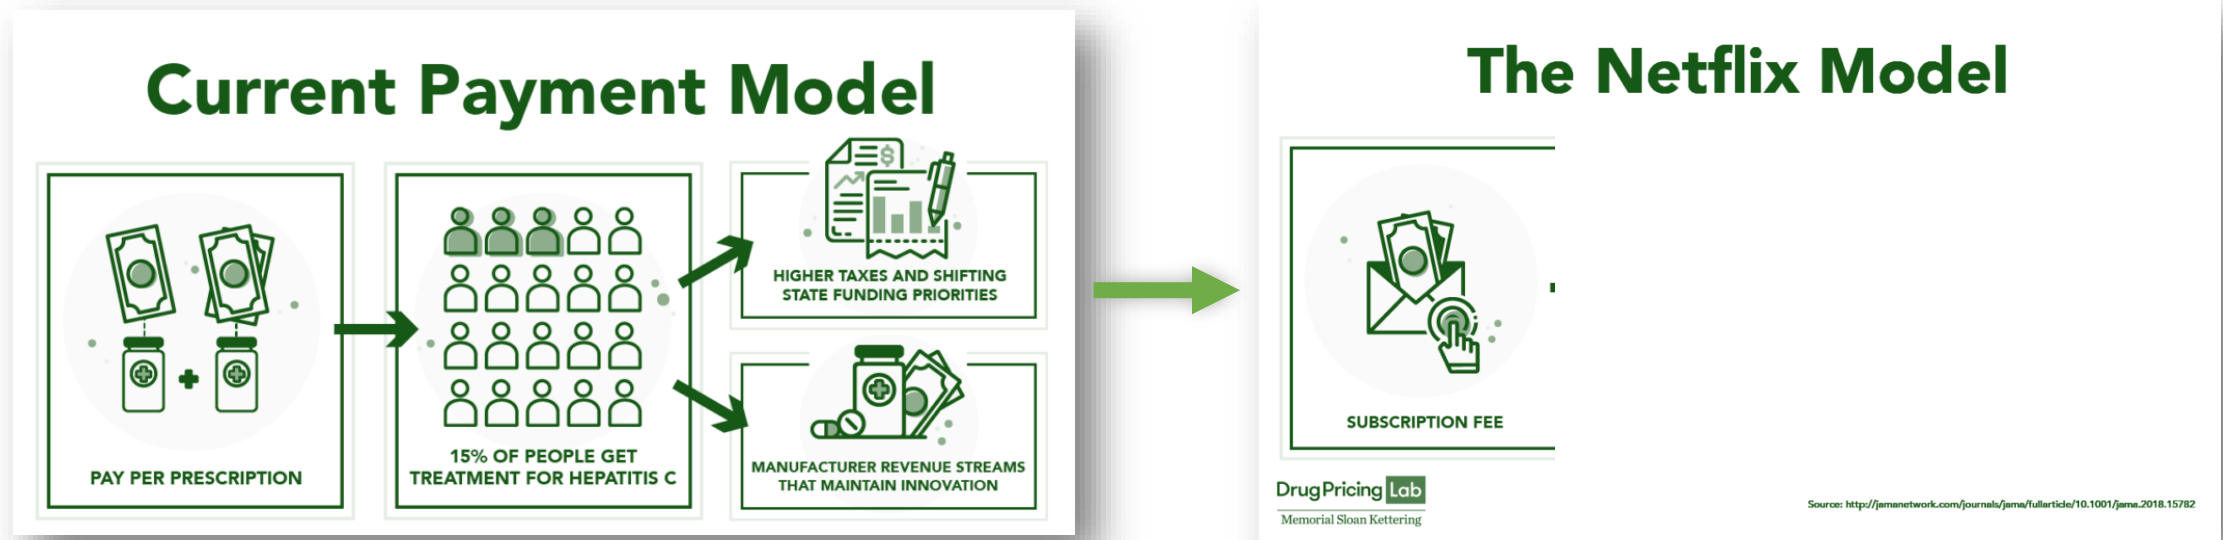 Current Payment Model
PAY PER PRESCRIPTION
15% OF PEOPLE GET
TREATMENT FOR HEPATITIS C
$
HIGHER TAXES AND SHIFTING
STATE FUNDING PRIORITIES
MANUFACTURER REVENUE STREAMS
THAT MAINTAIN INNOVATION
The Netflix Model
SUBSCRIPTION FEE
DrugPricing Lab
Memorial Sloan Kettering
Source: http://jamanetwork.com/journals/jama/fullarticle/10.1001/jama.2018.15782